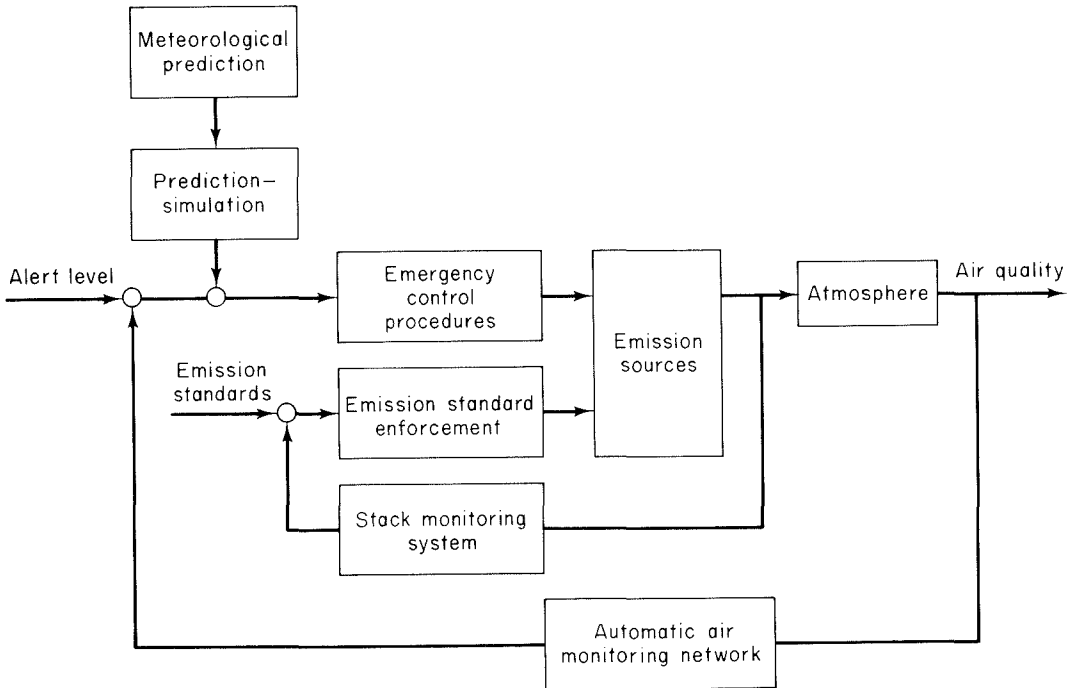 Meteorological
prediction
Prediction—
simulation
Alert level
Emergency
control
procedures
Emission
sources
Atmosphere
Air quality
Emission
standards
Emission standard
enforcement
Stack monitoring
system
Automatic air
monitoring network